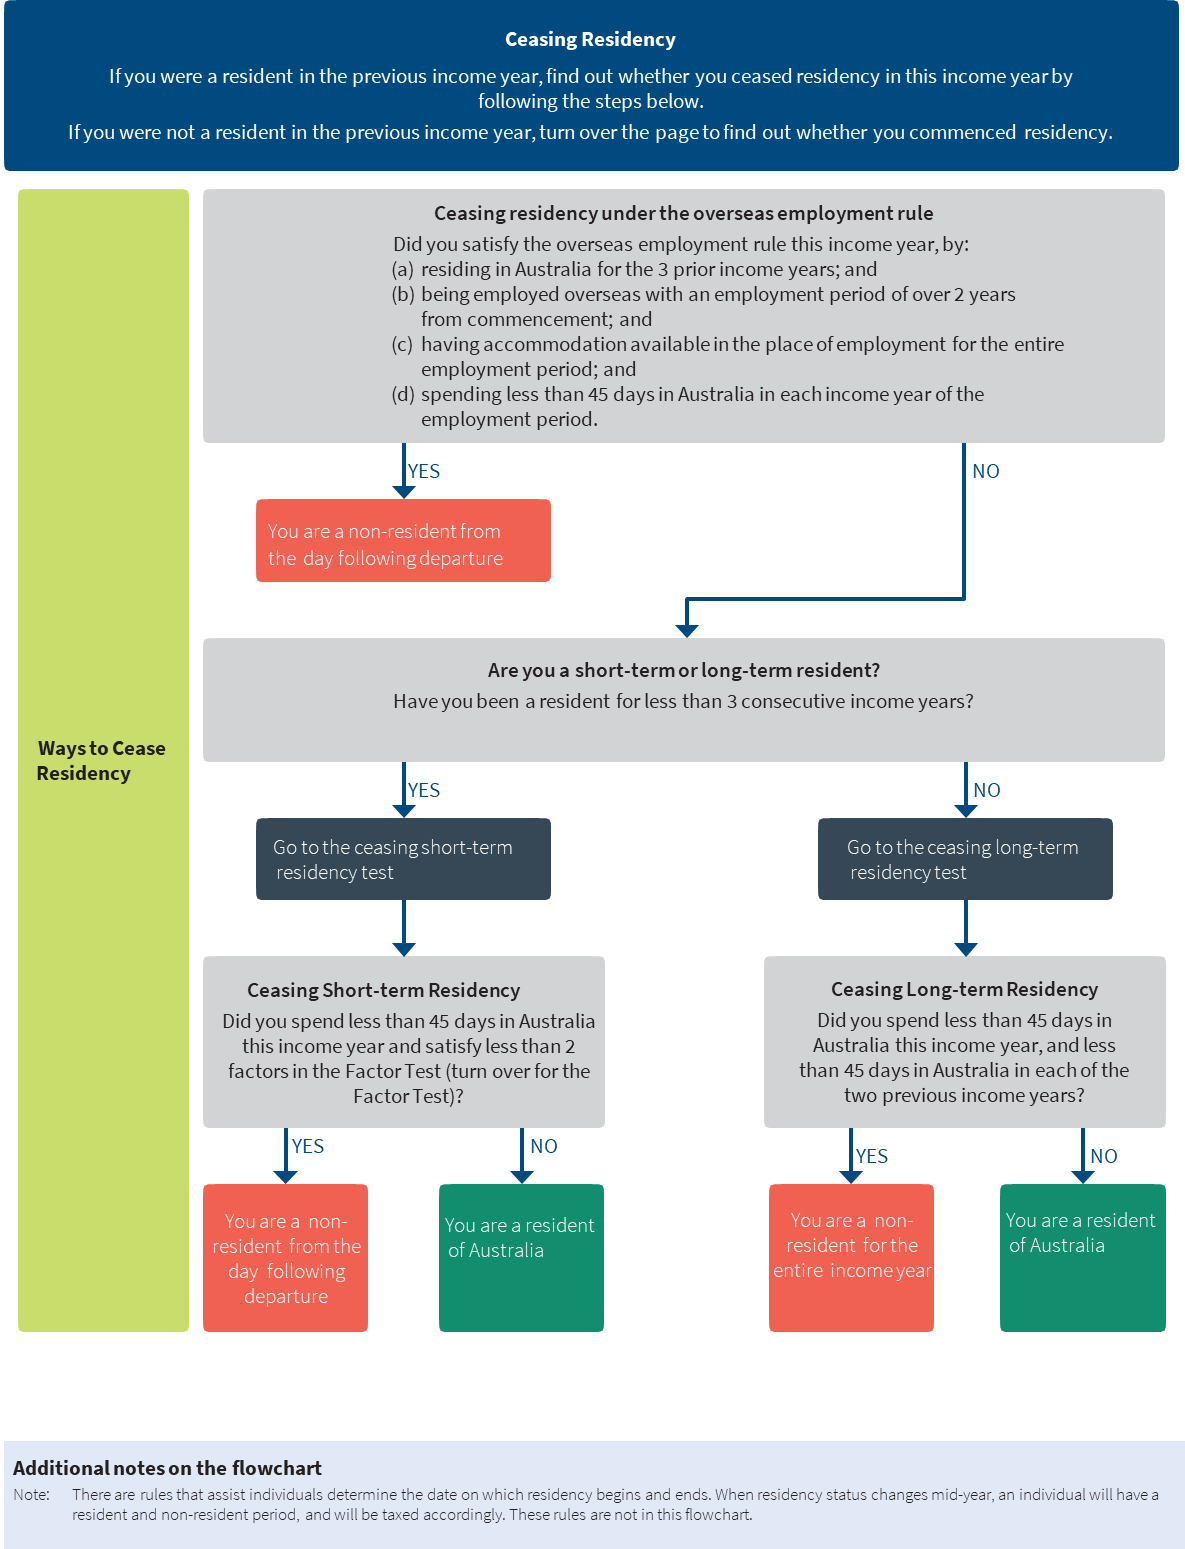 Ceasing Residency
If you were a resident in the previous income year, find out whether you ceased residency in this income year by
following the steps below.
If you were not a resident in the previous income year, turn over the page to find out whether you commenced residency.
Ceasing residency under the overseas employment rule
Did you satisfy the overseas employment rule this income year, by:
(a) residing in Australia for the 3 prior income years; and
(b) being employed overseas with an employment period of over 2 years
from commencement; and
(c) having accommodation available in the place of employment for the entire
employment period; and
(d) spending less than 45 days in Australia in each income year of the
employment period.
YES
NO
You are a non-resident from
the day following departure
Are you a short-term or long-term resident?
Have you been a resident for less than 3 consecutive income years?
Ways to Cease
Residency
YES
NO
Go to the ceasing short-term
residency test
Go to the ceasing long-term
residency test
Ceasing Short-term Residency
Did you spend less than 45 days in Australia
this income year and satisfy less than 2
factors in the Factor Test (turn over for the
Factor Test)?
Ceasing Long-term Residency
Did you spend less than 45 days in
Australia this income year, and less
than 45 days in Australia in each of the
two previous income years?
YES
NO
YES
NO
You are a non-
resident from the
day following
departure
You are a resident
of Australia
You are a non-
resident for the
entire income year
You are a resident
of Australia
Additional notes on the flowchart
Note: There are rules that assist individuals determine the date on which residency begins and ends. When residency status changes mid-year, an individual will have a
resident and non-resident period, and will be taxed accordingly. These rules are not in this flowchart.